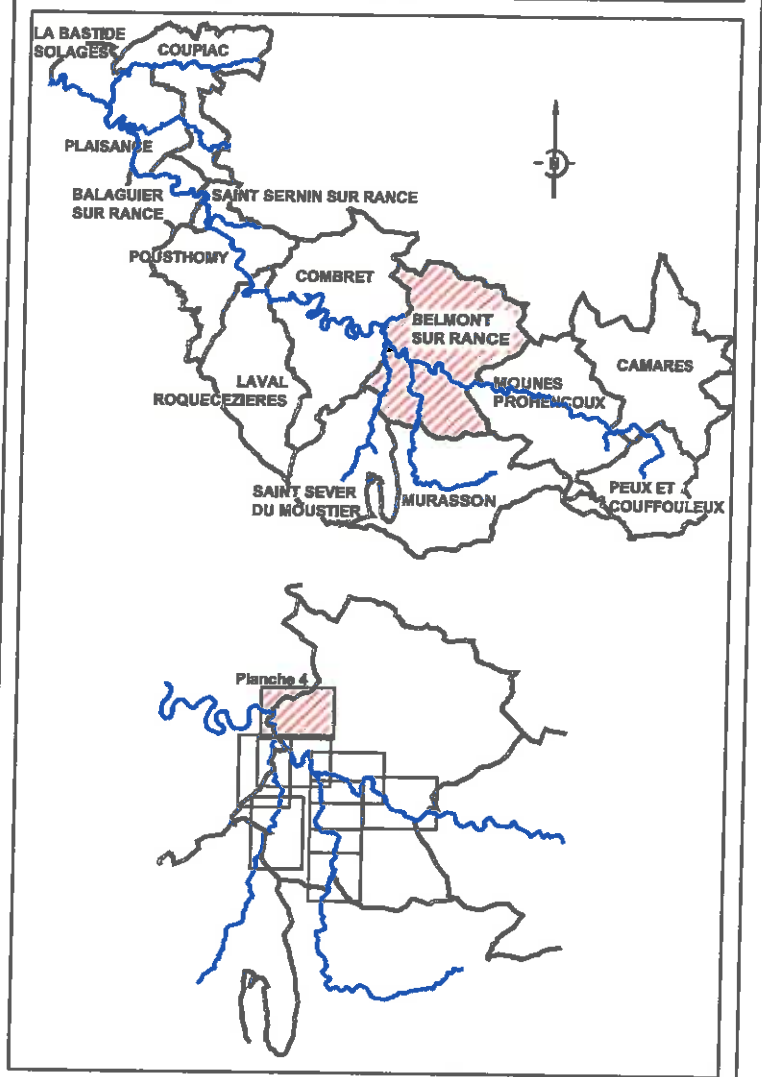 LA BASTIDE
SOLAGES
COUPIAC
PLAISANCE
BALAGUIER
SUR RANCE
SAINT SERNIN SUR RANCE
POUSTHOMY
COMBRET
BELMONT
SUR RANCE
CAMARES
LAVAL
ROQUECEZIERES
MOUNES
PROHENCOUX
SAINT SEVER
DU MOUSTIER
MURASSON
PEUX ET
COUFFOULEUX
Planche 4